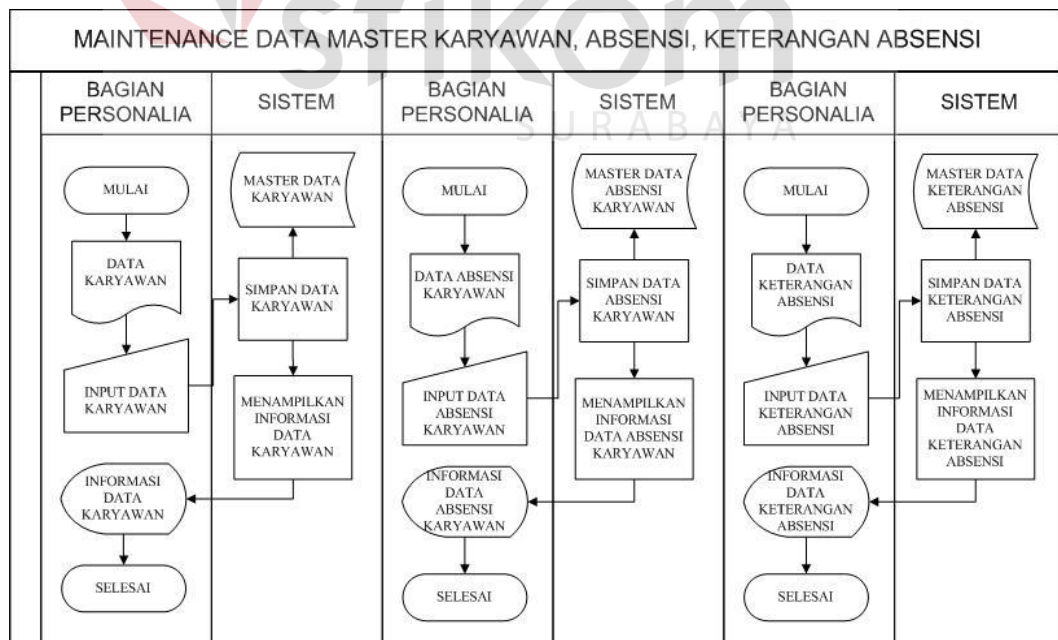 stikom
SURABAYA
MAINTENANCE DATA MASTER KARYAWAN, ABSENSI, KETERANGAN ABSENSI
BAGIAN
PERSONALIA
SISTEM
BAGIAN
PERSONALIA
SISTEM
BAGIAN
PERSONALIA
SISTEM
MULAI
DATA
KARYAWAN
INPUT DATA
KARYAWAN
INFORMASI
DATA
KARYAWAN
SELESAI
MASTER DATA
KARYAWAN
SIMPAN DATA
KARYAWAN
MENAMPILKAN
INFORMASI
DATA
KARYAWAN
MULAI
DATA ABSENSI
KARYAWAN
INPUT DATA
ABSENSI
KARYAWAN
INFORMASI
DATA
ABSENSI
KARYAWAN
SELESAI
MASTER DATA
ABSENSI
KARYAWAN
SIMPAN DATA
ABSENSI
KARYAWAN
MENAMPILKAN
INFORMASI
DATA ABSENSI
KARYAWAN
MULAI
DATA
KETERANGAN
ABSENSI
INPUT DATA
KETERANGAN
ABSENSI
INFORMASI
DATA
KETERANGAN
ABSENSI
SELESAI
MASTER DATA
KETERANGAN
ABSENSI
SIMPAN DATA
KETERANGAN
ABSENSI
MENAMPILKAN
INFORMASI
DATA
KETERANGAN
ABSENSI